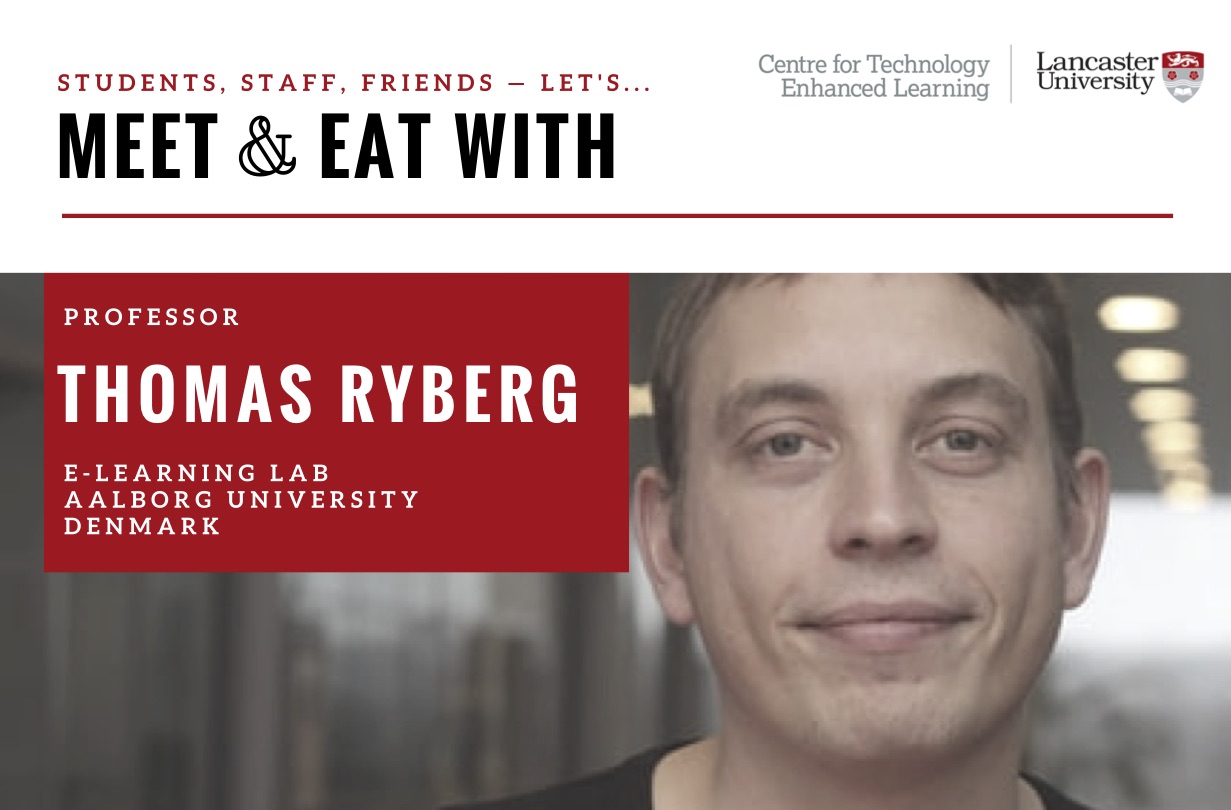 STUDENTS, STAFF, FRIENDS – LET'S...
MEET & EAT WITH
Centre for Technology
Enhanced Learning
Lancaster
University
PROFESSOR
THOMAS RYBERG
E-LEARNING LAB
AALBORG UNIVERSITY
DENMARK